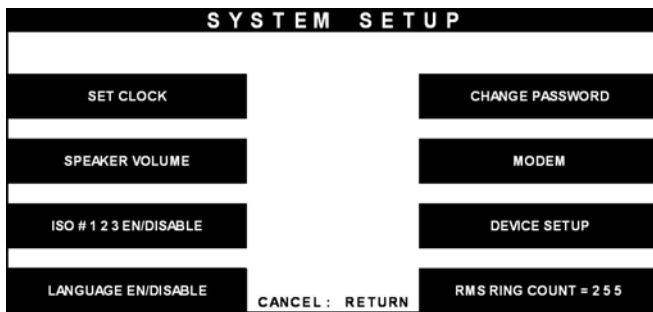 SYSTEM SETUP
SET CLOCK
CHANGE PASSWORD
SPEAKER VOLUME
MODEM
ISO # 1 2 3 EN/DISABLE
DEVICE SETUP
LANGUAGE EN/DISABLE
CANCEL : RETURN
RMS RING COUNT = 2 5 5